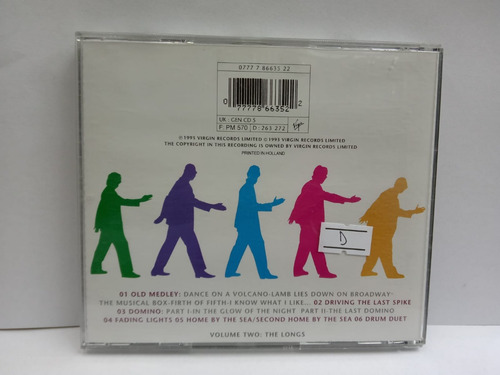 0777 7 86635 22
0 77778 66352 2
UK : GEN CD 5
F: PM 570 D : 263 272
Virgin
℗ 1993 VIRGIN RECORDS LIMITED © 1993 VIRGIN RECORDS LIMITED
THE COPYRIGHT IN THIS RECORDING IS OWNED BY VIRGIN RECORDS LIMITED
PRINTED IN HOLLAND
D
01 OLD MEDLEY: DANCE ON A VOLCANO-LAMB LIES DOWN ON BROADWAY-
THE MUSICAL BOX-FIRTH OF FIFTH-I KNOW WHAT I LIKE... 02 DRIVING THE LAST SPIKE
03 DOMINO: PART I-IN THE GLOW OF THE NIGHT PART II-THE LAST DOMINO
04 FADING LIGHTS 05 HOME BY THE SEA/SECOND HOME BY THE SEA 06 DRUM DUET
VOLUME TWO: THE LONGS